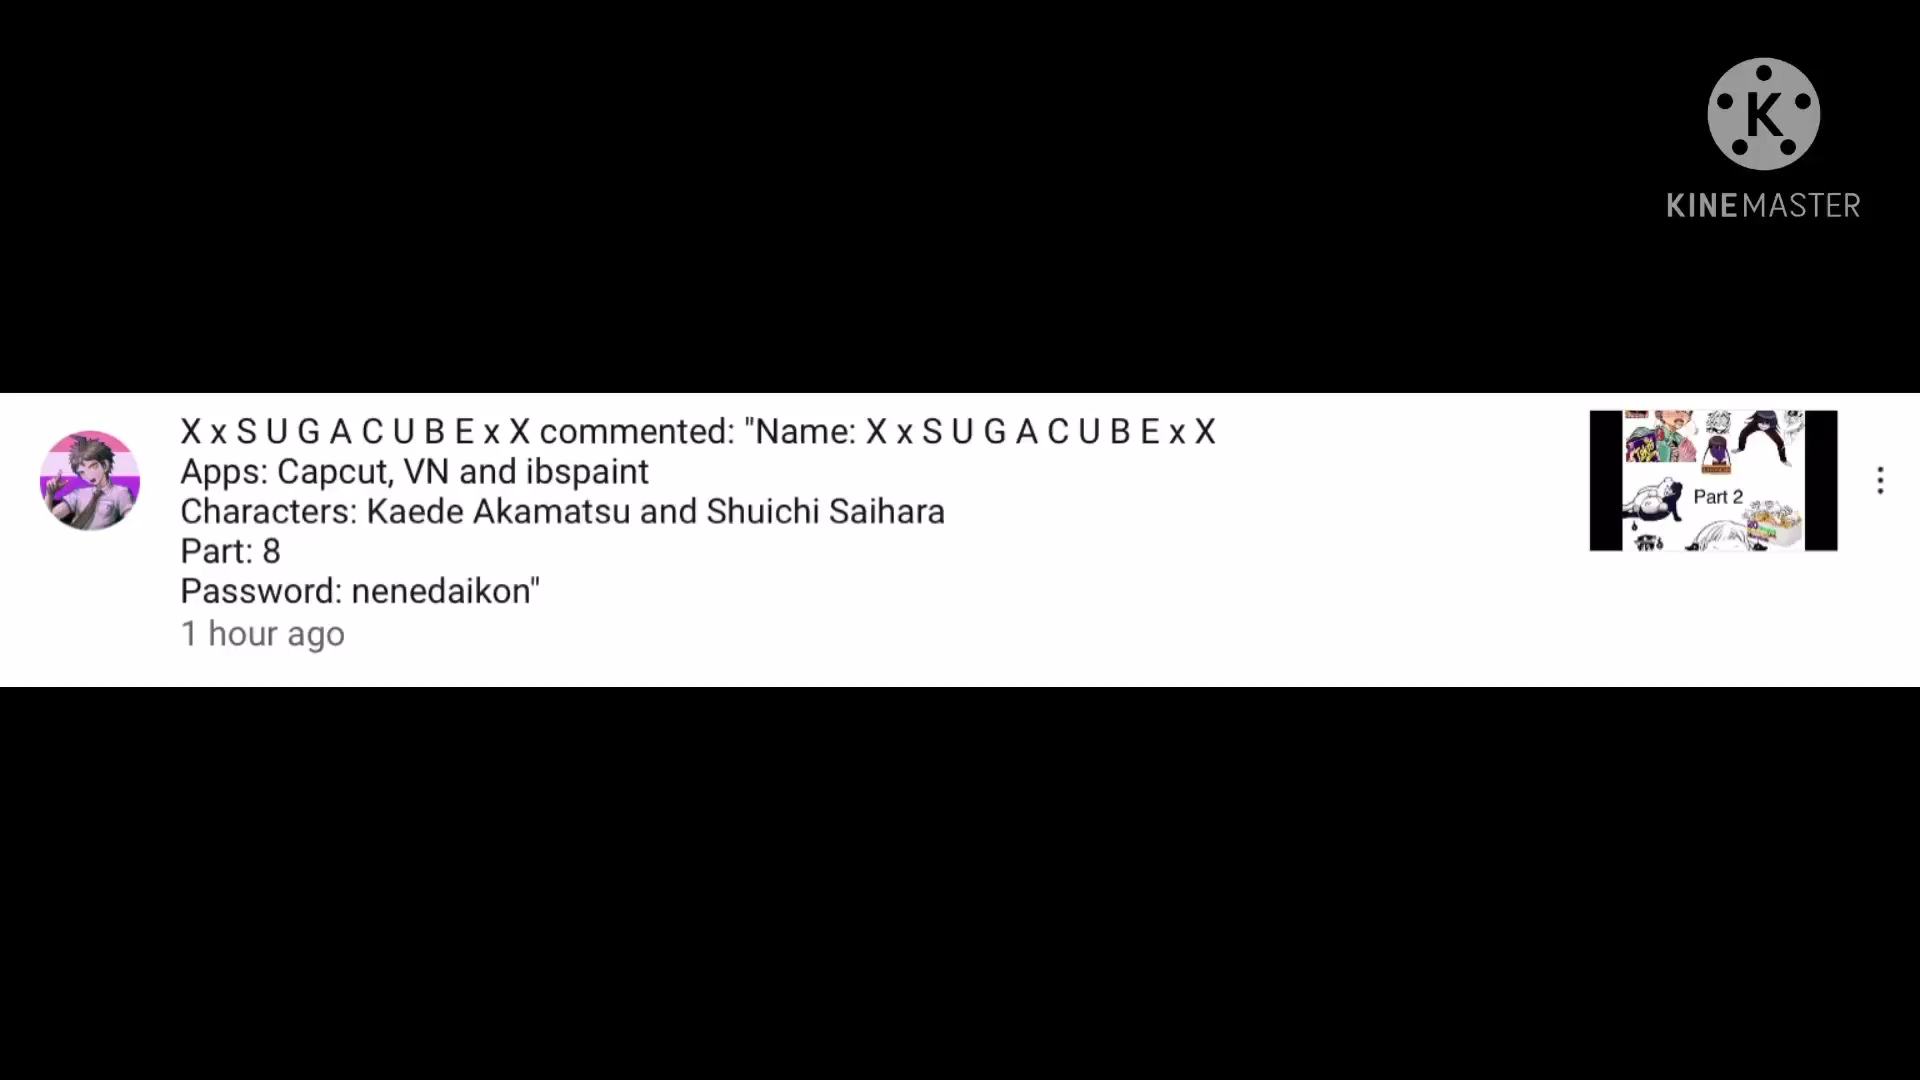 K
KINEMASTER
X x S U G A C U B E x X commented: "Name: X x S U G A C U B E x X
Apps: Capcut, VN and ibspaint
Characters: Kaede Akamatsu and Shuichi Saihara
Part: 8
Password: nenedaikon"
1 hour ago
Part 2